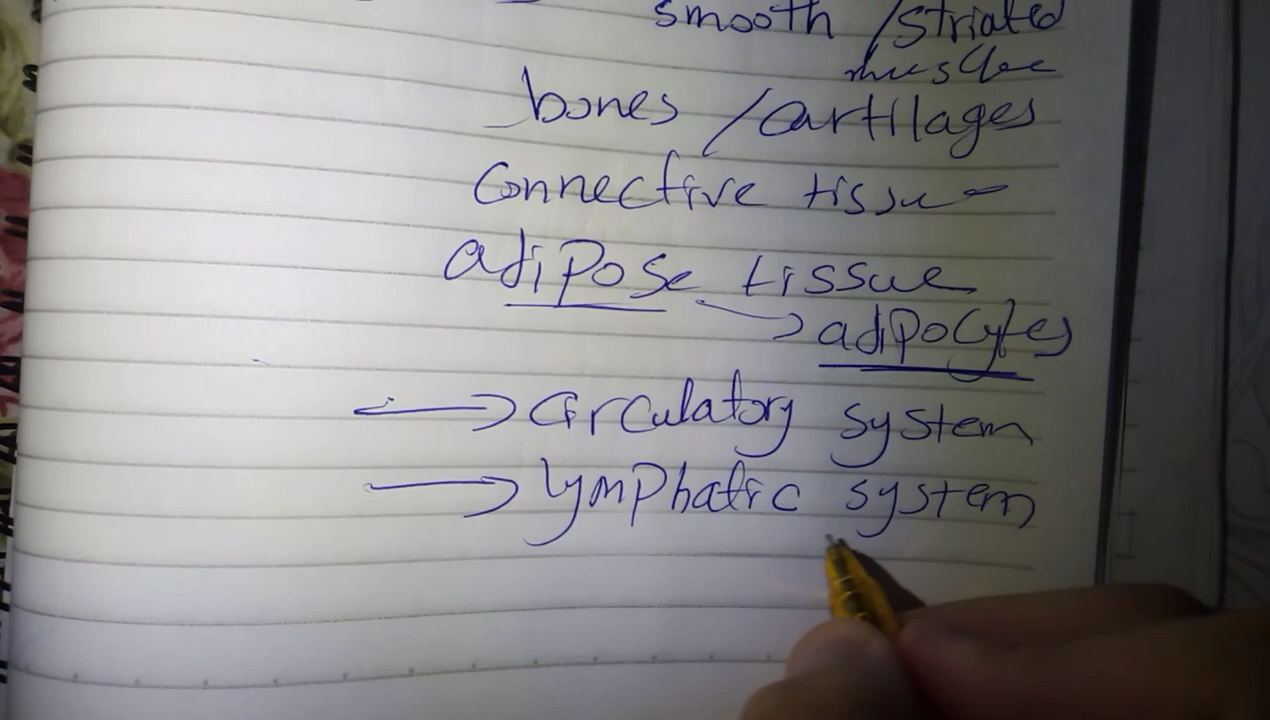 smooth /striated
muscle
bones /cartilages
Connective tissue
adipose tissue
→ adipocytes
→ circulatory system
→ lymphatic system